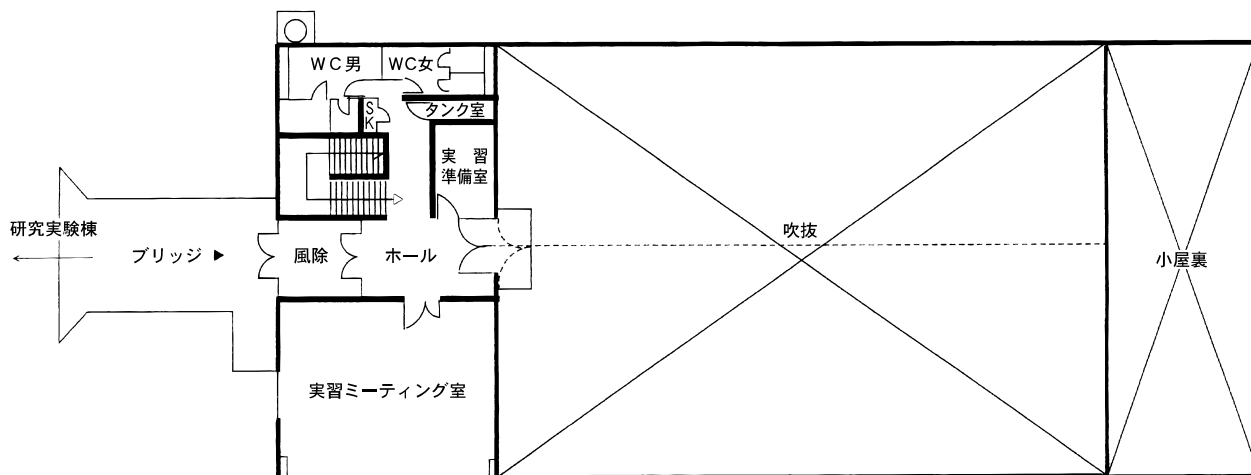 WC男
WC女
SK
タンク室
実習
準備室
研究実験棟
ブリッジ ▶
風除
ホール
吹抜
小屋裏
実習ミーティング室